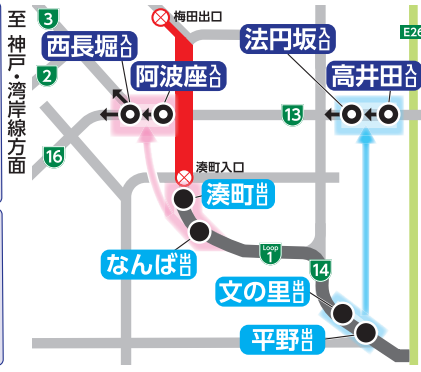 至 神戸・湾岸線方面
3
梅田出口
西長堀入口
法円坂入口
E26
2
阿波座入口
高井田入口
13
16
湊町入口
湊町出口
なんば出口
Loop
1
14
文の里出口
平野出口